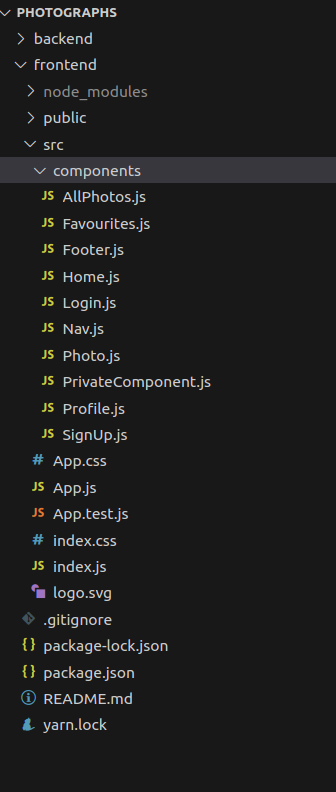 PHOTOGRAPHS
backend
frontend
node_modules
public
src
components
JS AllPhotos.js
JS Favourites.js
JS Footer.js
JS Home.js
JS Login.js
JS Nav.js
JS Photo.js
JS PrivateComponent.js
JS Profile.js
JS SignUp.js
# App.css
JS App.js
JS App.test.js
# index.css
JS index.js
logo.svg
.gitignore
{} package-lock.json
{} package.json
README.md
yarn.lock